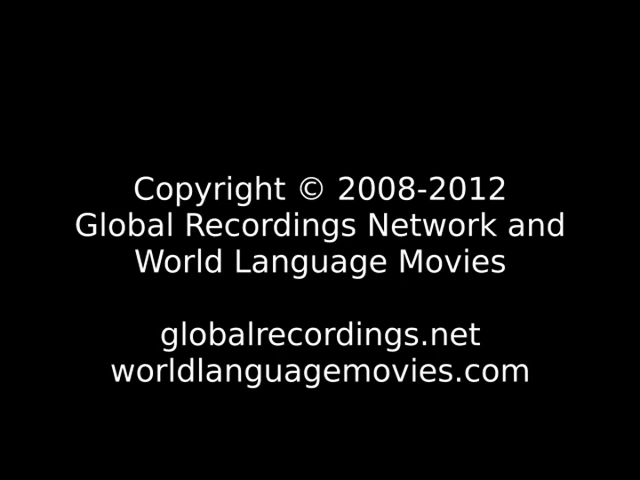 Copyright © 2008-2012
Global Recordings Network and
World Language Movies
globalrecordings.net
worldlanguagemovies.com